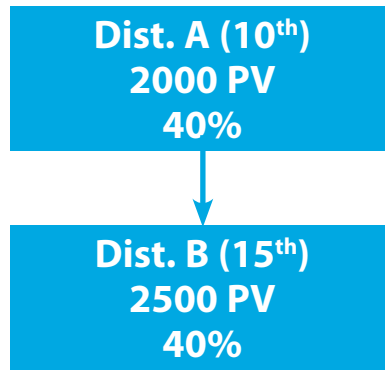 Dist. A (10th)
2000 PV
40%
Dist. B (15th)
2500 PV
40%